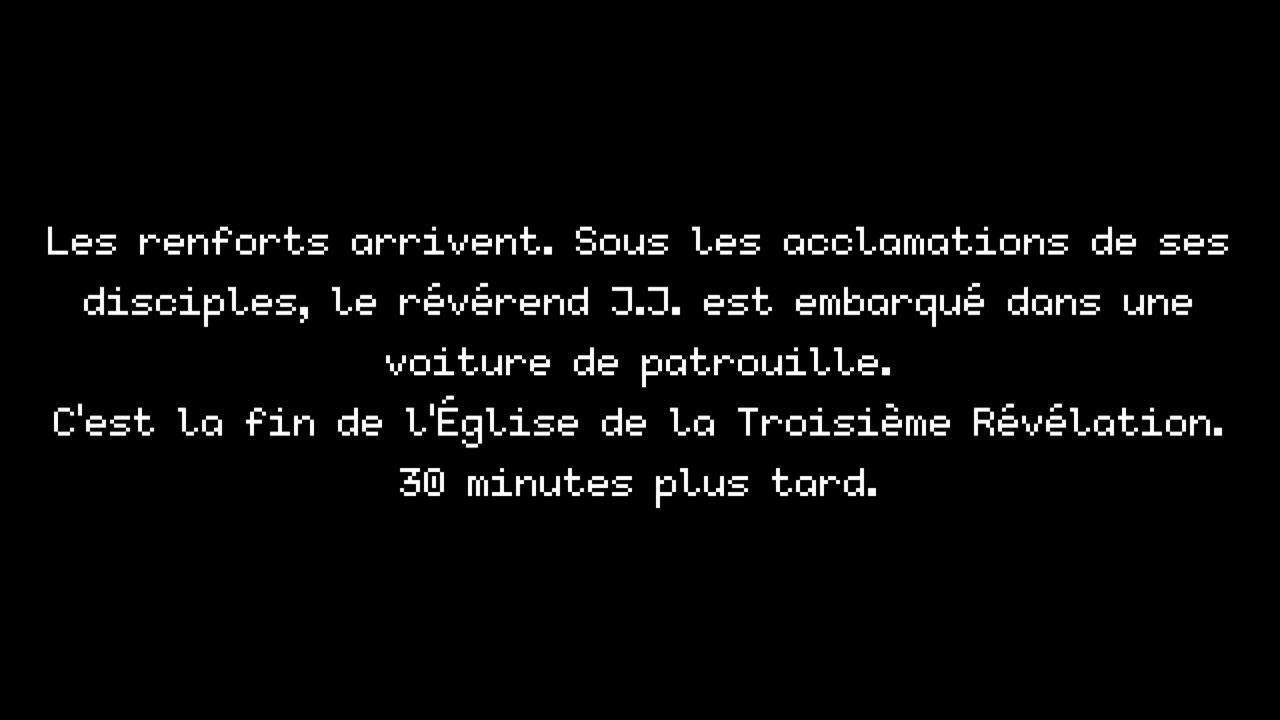 Les renforts arrivent. Sous les acclamations de ses
disciples, le révérend J.J. est embarqué dans une
voiture de patrouille.
C'est la fin de l'Église de la Troisième Révélation.
30 minutes plus tard.